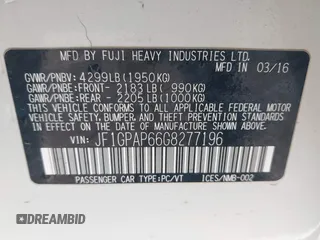 MFD. BY FUJI HEAVY INDUSTRIES LTD.
GVWR/PNBV: 4299LB(1950KG) 03/16
GAWR/PNBE:FRONT- 2183LB( 990KG)
GAWR/PNBE:REAR - 2205LB(1000KG)
THIS VEHICLE CONFORMS TO ALL APPLICABLE
FEDERAL MOTOR VEHICLE SAFETY, BUMPER, AND
THEFT PREVENTION STANDARDS IN EFFECT ON
THE DATE OF MANUFACTURE SHOWN ABOVE.
VIN: JF1GPAP66G8277196
PASSENGER CAR TYPE:PC/VT ICES/NMB-002
DREAMBID